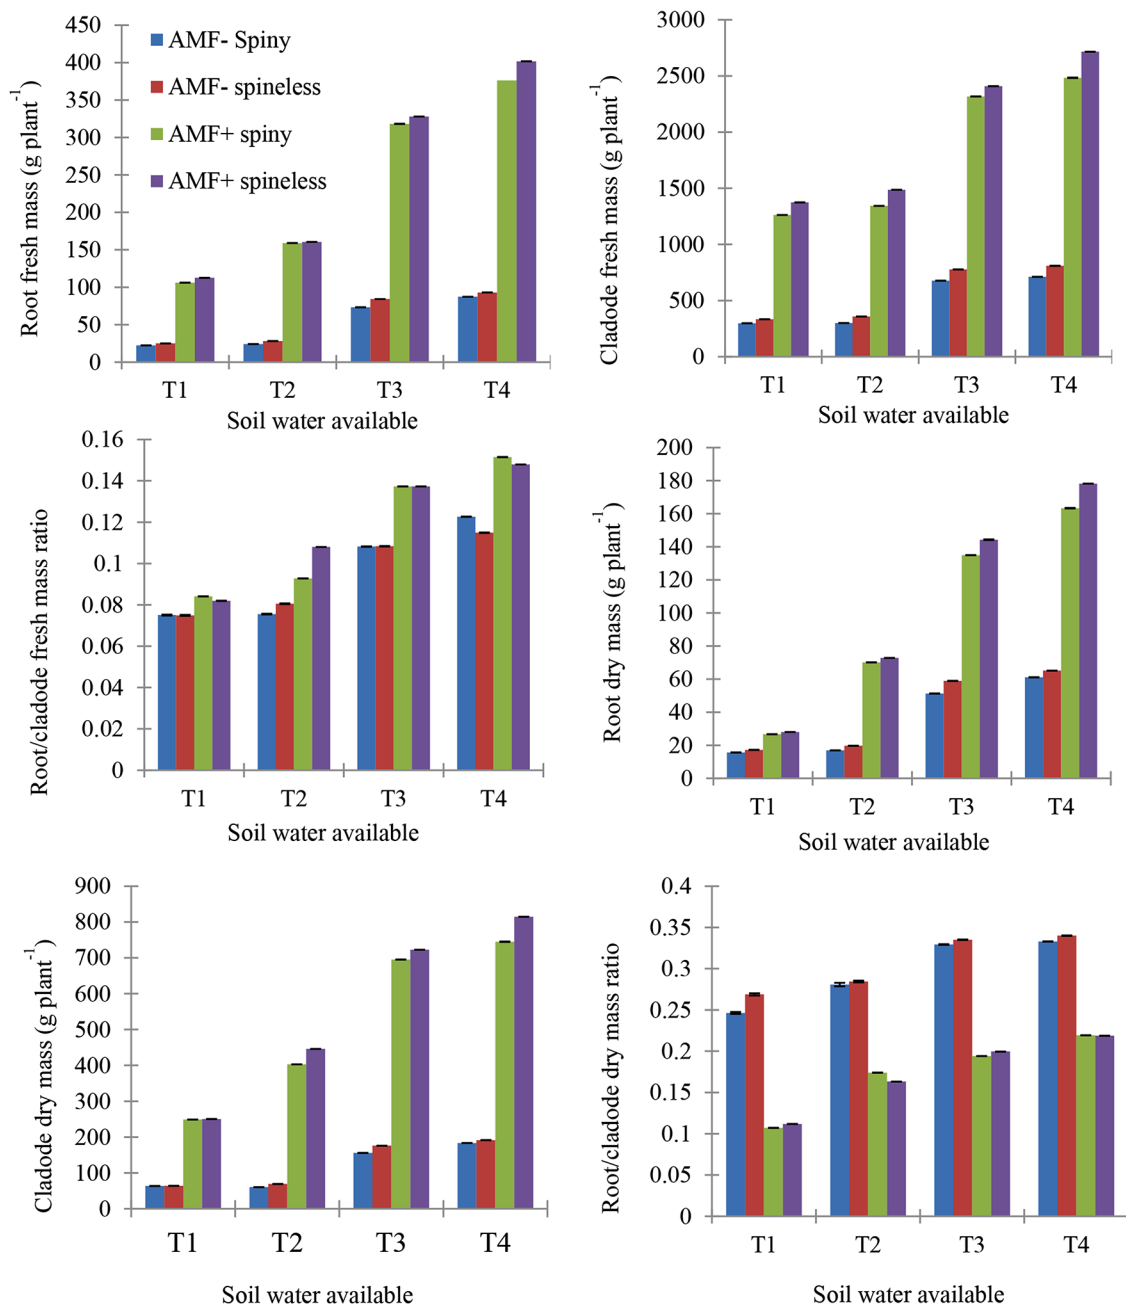 Root fresh mass (g plant-1)
450
400
350
300
250
200
150
100
50
0
AMF- Spiny
AMF- spineless
AMF+ spiny
AMF+ spineless
T1 T2 T3 T4
Soil water available
Cladode fresh mass (g plant-1)
3000
2500
2000
1500
1000
500
0
T1 T2 T3 T4
Soil water available
Root/cladode fresh mass ratio
0.16
0.14
0.12
0.1
0.08
0.06
0.04
0.02
0
T1 T2 T3 T4
Soil water available
Root dry mass (g plant-1)
200
180
160
140
120
100
80
60
40
20
0
T1 T2 T3 T4
Soil water available
Cladode dry mass (g plant-1)
900
800
700
600
500
400
300
200
100
0
T1 T2 T3 T4
Soil water available
Root/cladode dry mass ratio
0.4
0.35
0.3
0.25
0.2
0.15
0.1
0.05
0
T1 T2 T3 T4
Soil water available